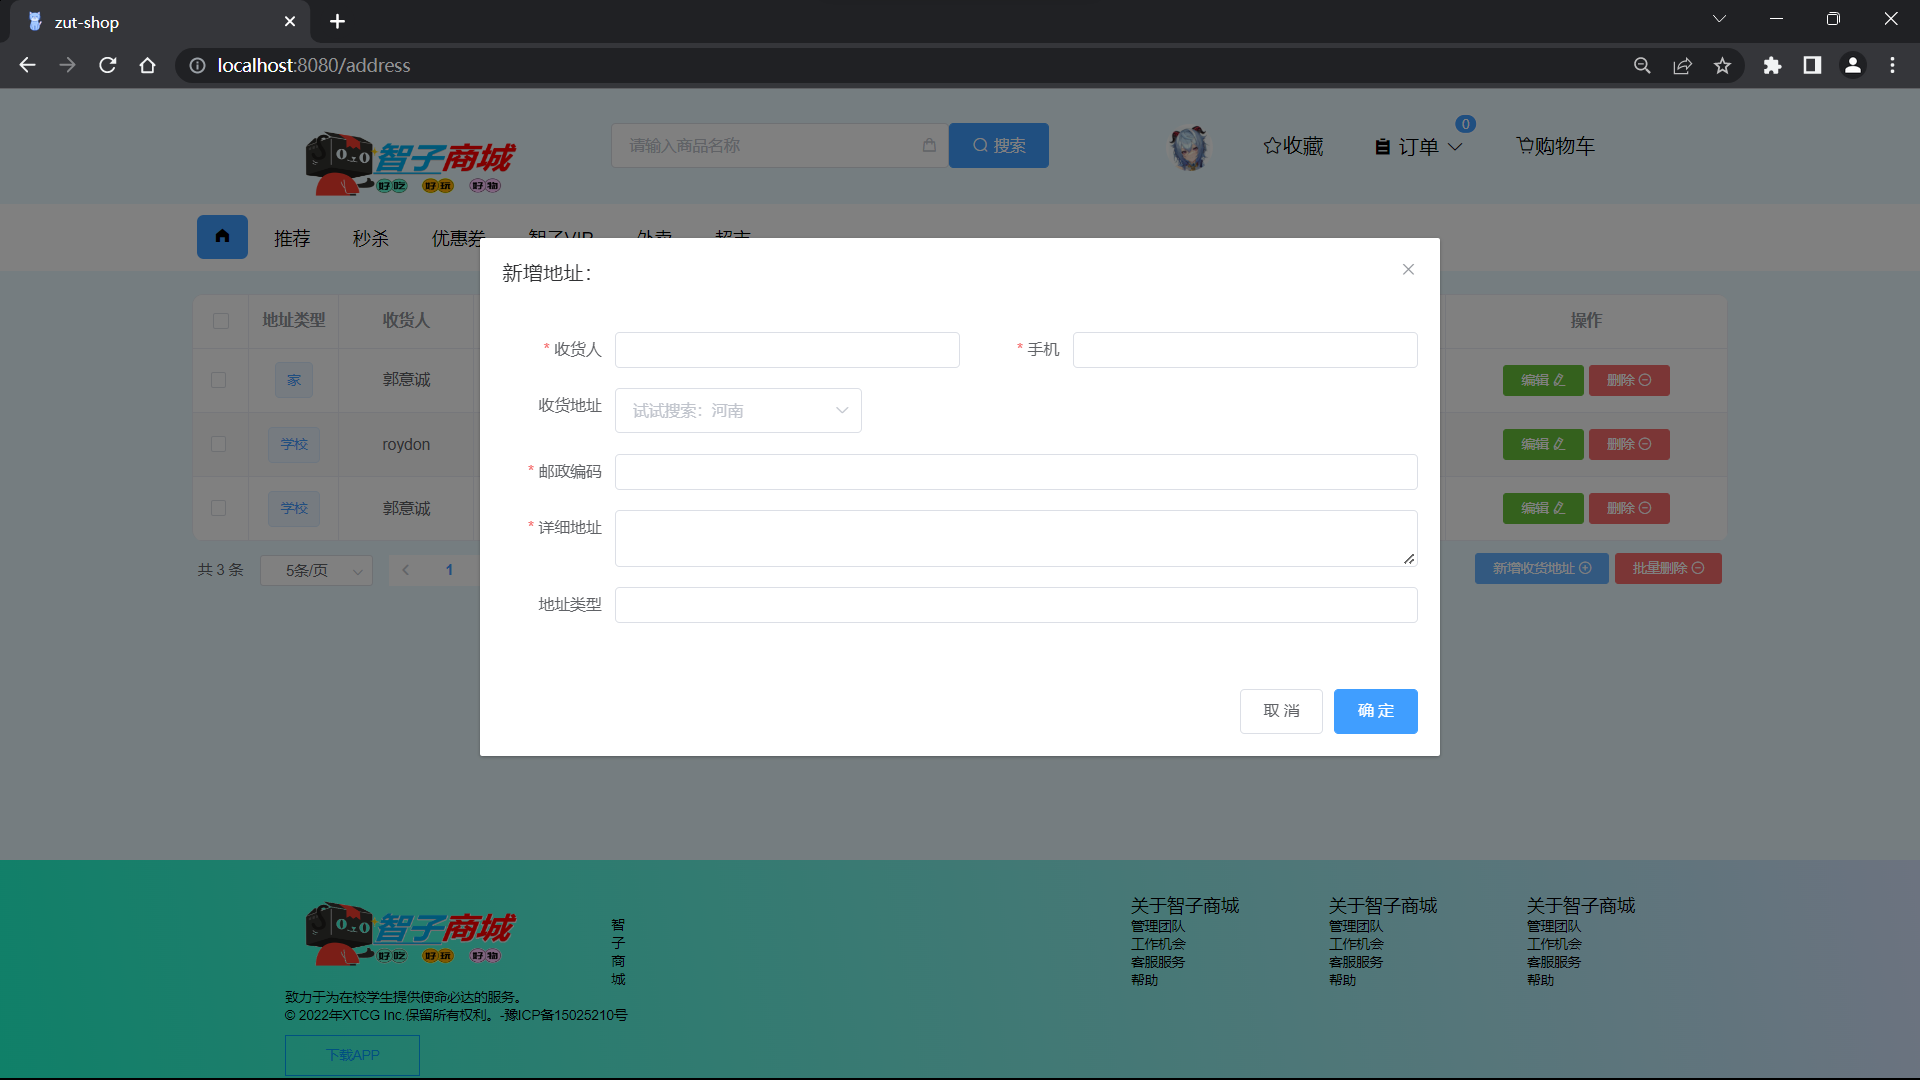 zut-shop
localhost:8080/address
智子商城
好吃 好玩 好物
请输入商品名称
搜索
收藏
订单
0
购物车
推荐 秒杀 优惠券 智子VIP 外卖 超市
新增地址：
地址类型 收货人 操作
* 收货人
* 手机
家 郭意诚 编辑 删除
收货地址 试试搜索：河南
学校 roydon 编辑 删除
* 邮政编码
学校 郭意诚 编辑 删除
* 详细地址
共 3 条 5条/页 1 新增收货地址 批量删除
地址类型
取 消 确 定
智子商城
好吃 好玩 好物
智
子
商
城
致力于为在校学生提供使命必达的服务。
© 2022年XTCG Inc.保留所有权利。-豫ICP备15025210号
下载APP
关于智子商城
管理团队
工作机会
客服服务
帮助
关于智子商城
管理团队
工作机会
客服服务
帮助
关于智子商城
管理团队
工作机会
客服服务
帮助